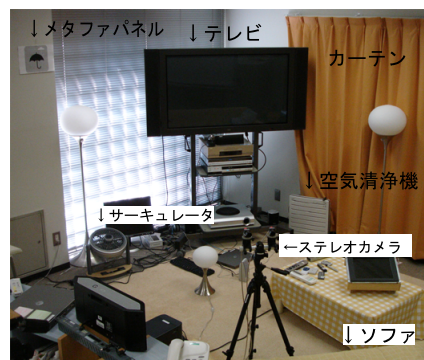 ↓メタファパネル
↓テレビ
カーテン
↓空気清浄機
↓サーキュレータ
←ステレオカメラ
↓ソファ